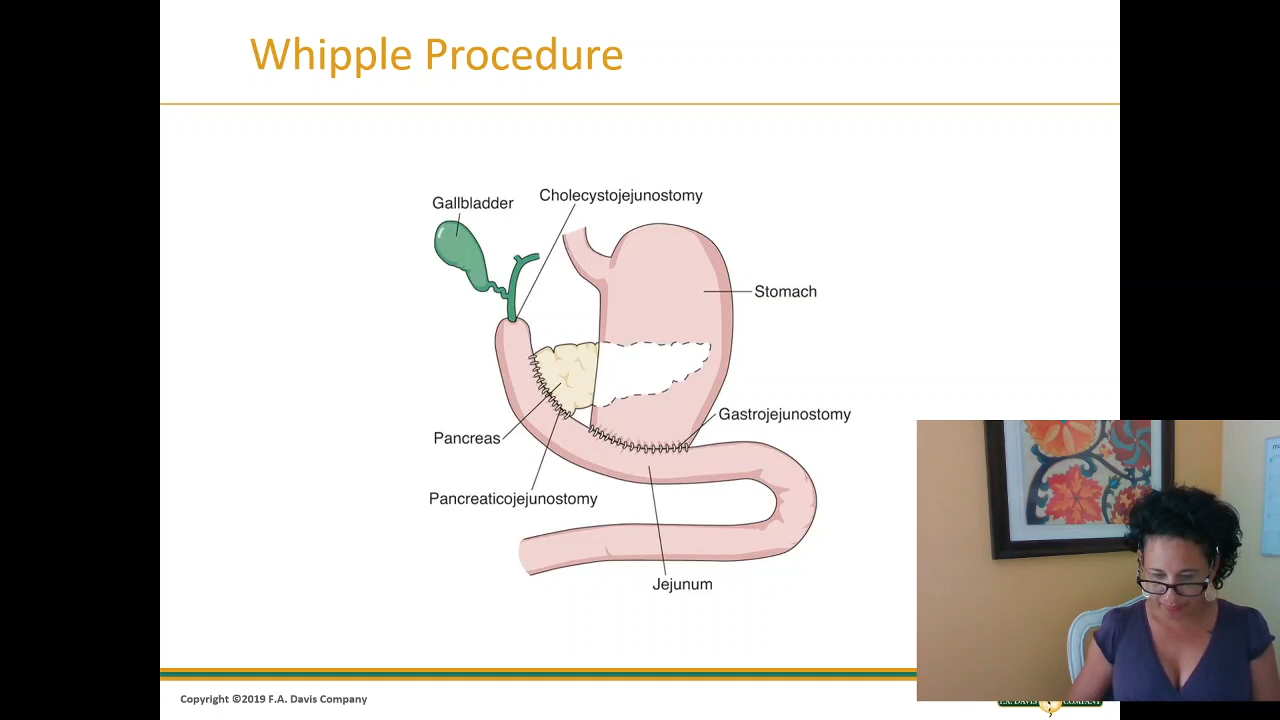 Whipple Procedure
Gallbladder
Cholecystojejunostomy
Stomach
Gastrojejunostomy
Pancreas
Pancreaticojejunostomy
Jejunum
Copyright ©2019 F.A. Davis Company